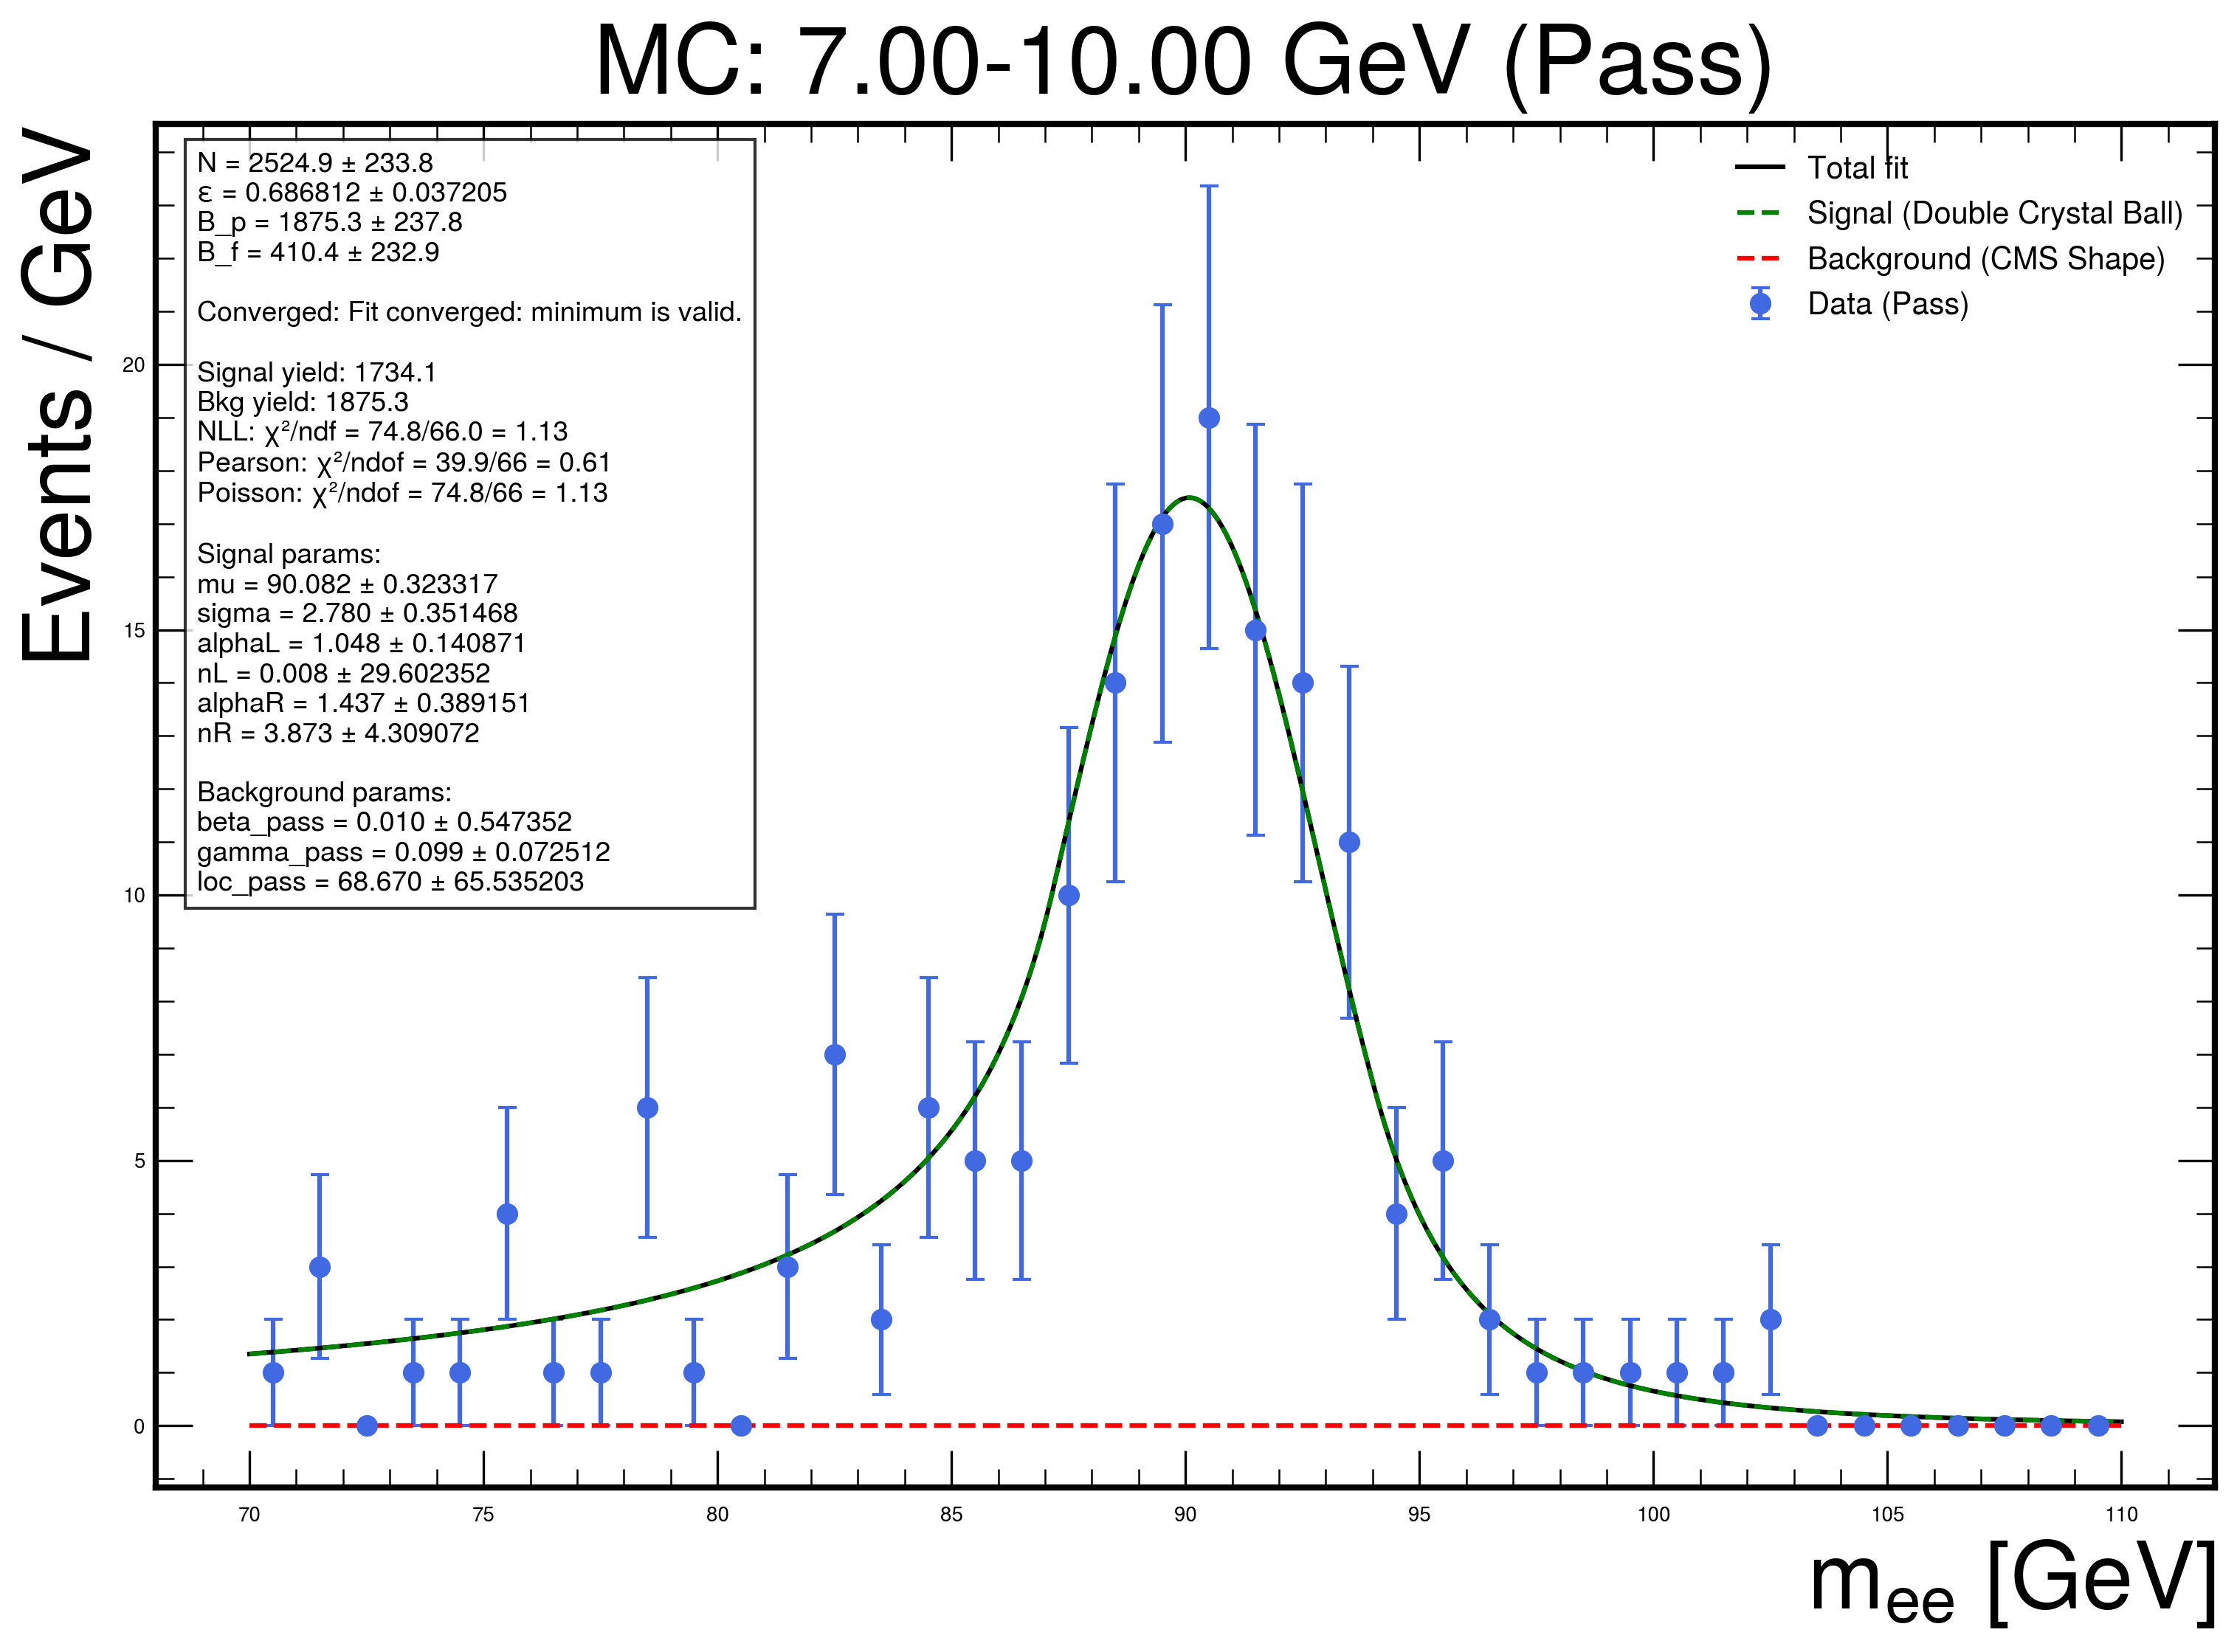 MC: 7.00-10.00 GeV (Pass)
Events / GeV
N = 2524.9 ± 233.8
ε = 0.686812 ± 0.037205
B_p = 1875.3 ± 237.8
B_f = 410.4 ± 232.9
Converged: Fit converged: minimum is valid.
Signal yield: 1734.1
Bkg yield: 1875.3
NLL: χ²/ndf = 74.8/66.0 = 1.13
Pearson: χ²/ndof = 39.9/66 = 0.61
Poisson: χ²/ndof = 74.8/66 = 1.13
Signal params:
mu = 90.082 ± 0.323317
sigma = 2.780 ± 0.351468
alphaL = 1.048 ± 0.140871
nL = 0.008 ± 29.602352
alphaR = 1.437 ± 0.389151
nR = 3.873 ± 4.309072
Background params:
beta_pass = 0.010 ± 0.547352
gamma_pass = 0.099 ± 0.072512
loc_pass = 68.670 ± 65.535203
Total fit
Signal (Double Crystal Ball)
Background (CMS Shape)
Data (Pass)
20
15
10
5
0
70 75 80 85 90 95 100 105 110
m_ee [GeV]